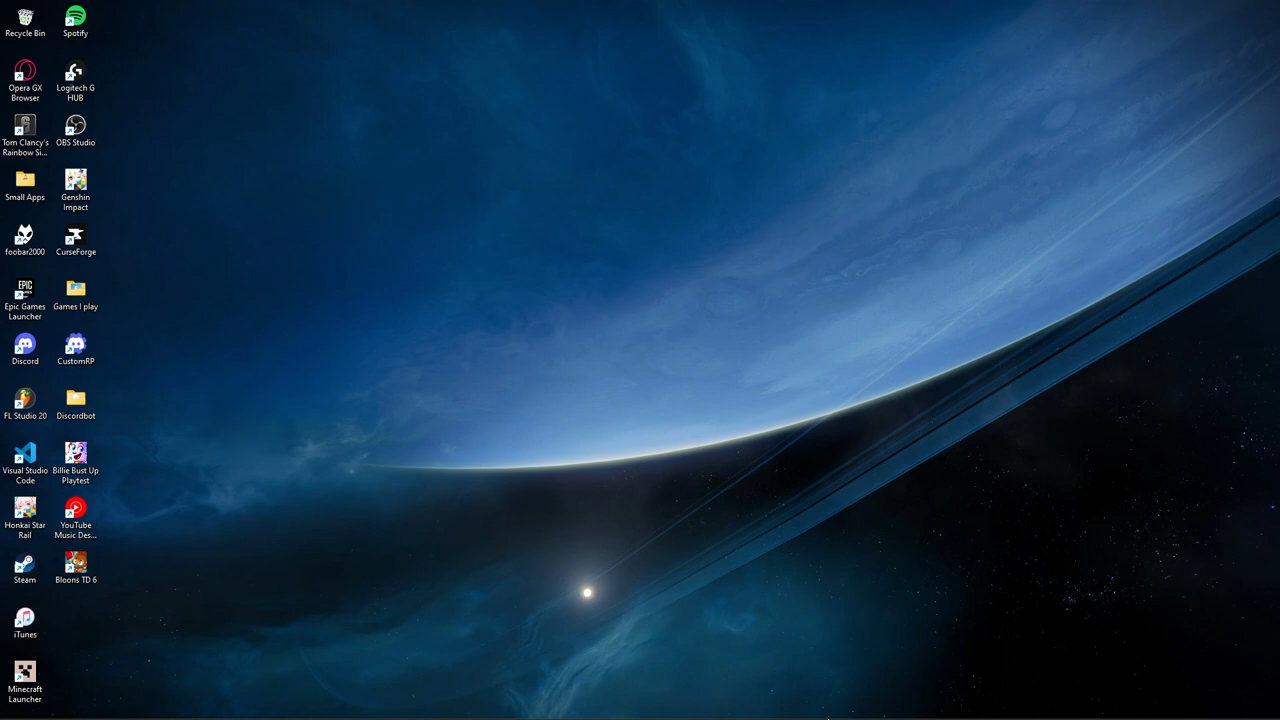 Recycle Bin
Spotify
Opera GX
Browser
Logitech G
HUB
Tom Clancy's
Rainbow Si...
OBS Studio
Small Apps
Genshin
Impact
foobar2000
CurseForge
EPIC
Epic Games
Launcher
Games I play
Discord
CustomRP
FL Studio 20
Discordbot
Visual Studio
Code
Billie Bust Up
Playtest
Honkai Star
Rail
YouTube
Music Des...
Steam
Bloons TD 6
iTunes
Minecraft
Launcher